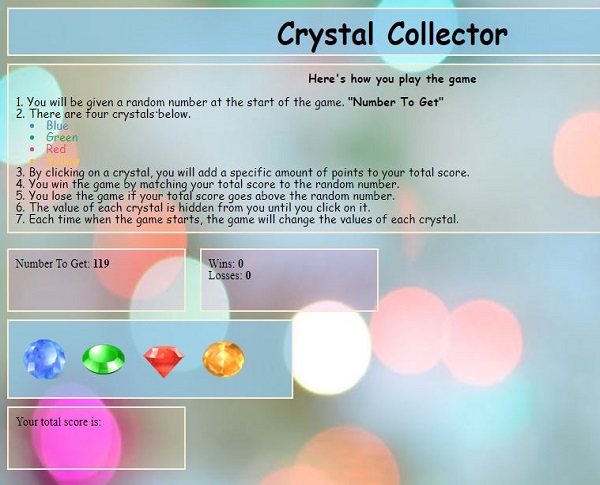 Crystal Collector
Here's how you play the game
1. You will be given a random number at the start of the game. "Number To Get"
2. There are four crystals below.
• Blue
• Green
• Red
• Yellow
3. By clicking on a crystal, you will add a specific amount of points to your total score.
4. You win the game by matching your total score to the random number.
5. You lose the game if your total score goes above the random number.
6. The value of each crystal is hidden from you until you click on it.
7. Each time when the game starts, the game will change the values of each crystal.
Number To Get: 119
Wins: 0
Losses: 0
Your total score is: